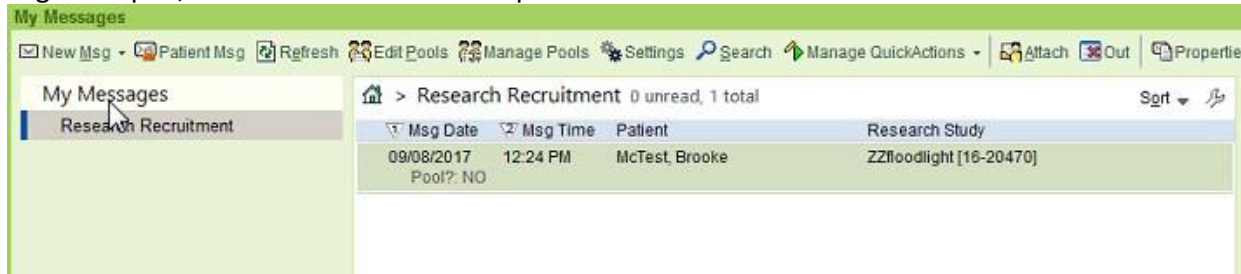 My Messages
New Msg Patient Msg Refresh Edit Pools Manage Pools Settings Search Manage QuickActions Attach Out Propertie
My Messages
Research Recruitment
> Research Recruitment 0 unread, 1 total Sort
1 Msg Date 2 Msg Time Patient Research Study
09/08/2017 12:24 PM McTest, Brooke ZZfloodlight [16-20470]
Pool?: NO